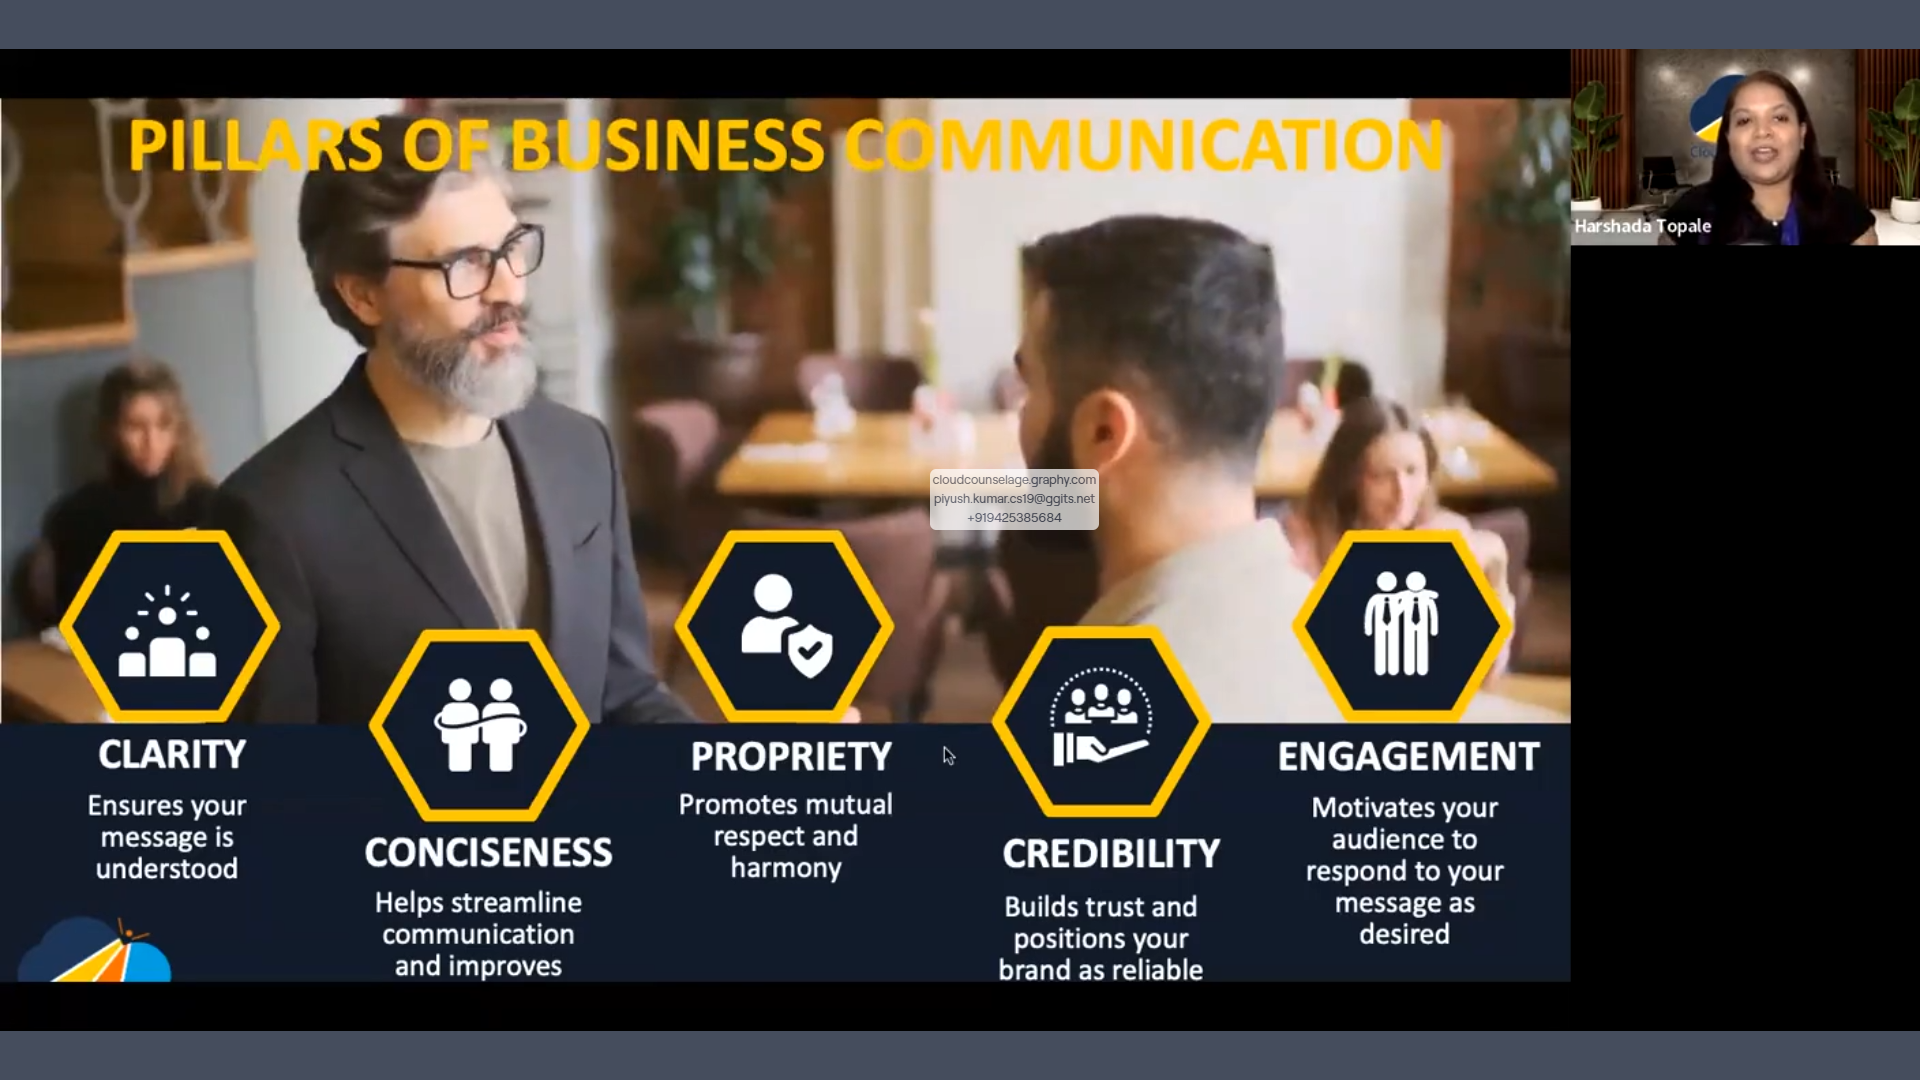 PILLARS OF BUSINESS COMMUNICATION
Harshada Topale
cloudcounselage.graphy.com
piyush.kumar.cs19@ggits.net
+919425385684
CLARITY
Ensures your
message is
understood
CONCISENESS
Helps streamline
communication
and improves
PROPRIETY
Promotes mutual
respect and
harmony
CREDIBILITY
Builds trust and
positions your
brand as reliable
ENGAGEMENT
Motivates your
audience to
respond to your
message as
desired